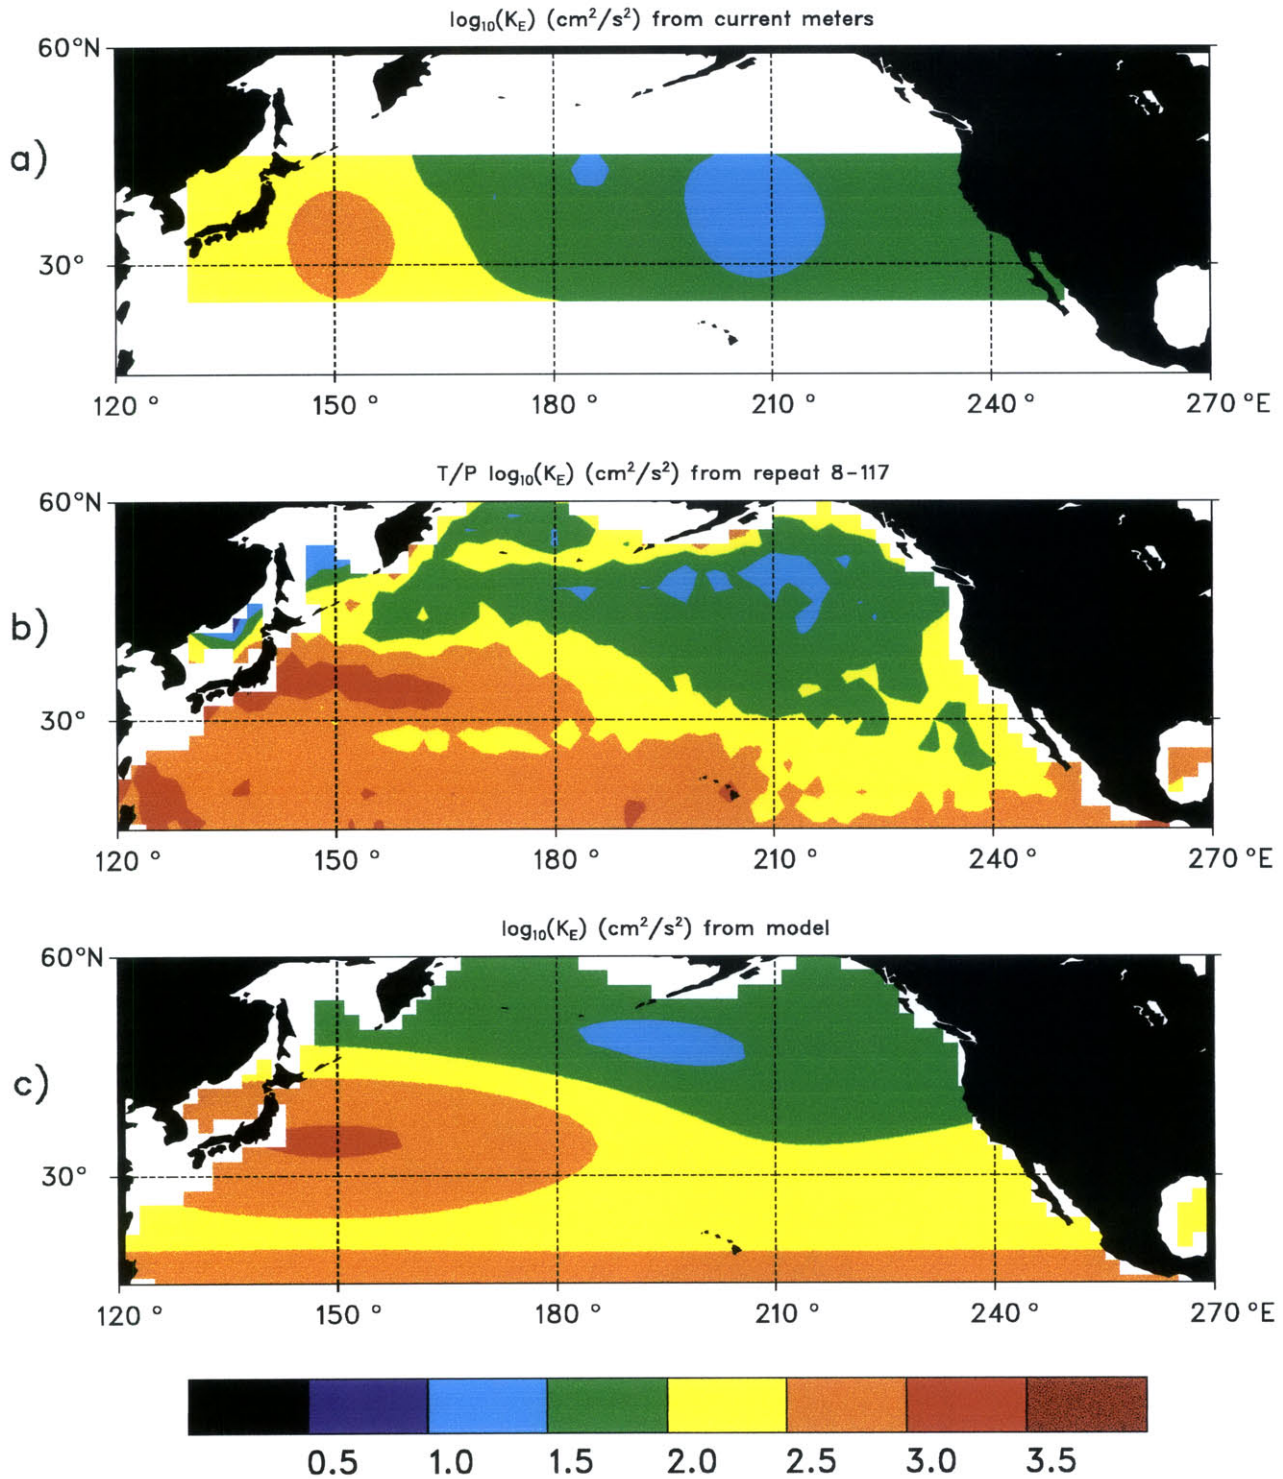 log₁₀(K_E) (cm²/s²) from current meters
60°N
a)
30°
120 ° 150 ° 180 ° 210 ° 240 ° 270 °E
T/P log₁₀(K_E) (cm²/s²) from repeat 8-117
60°N
b)
30°
120 ° 150 ° 180 ° 210 ° 240 ° 270 °E
log₁₀(K_E) (cm²/s²) from model
60°N
c)
30°
120 ° 150 ° 180 ° 210 ° 240 ° 270 °E
0.5 1.0 1.5 2.0 2.5 3.0 3.5